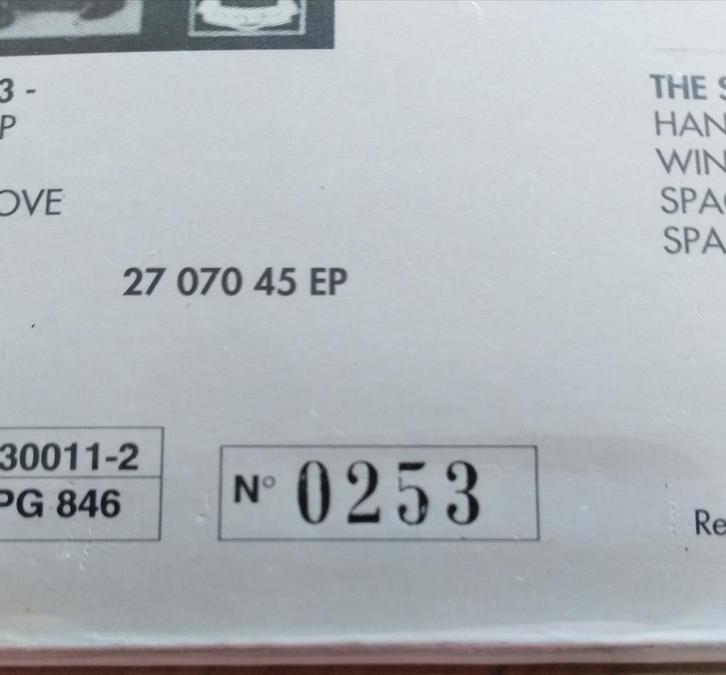 3 -
P
OVE
27 070 45 EP
30011-2
PG 846
N° 0253
THE S
HAN
WIN
SPA
SPA
Re